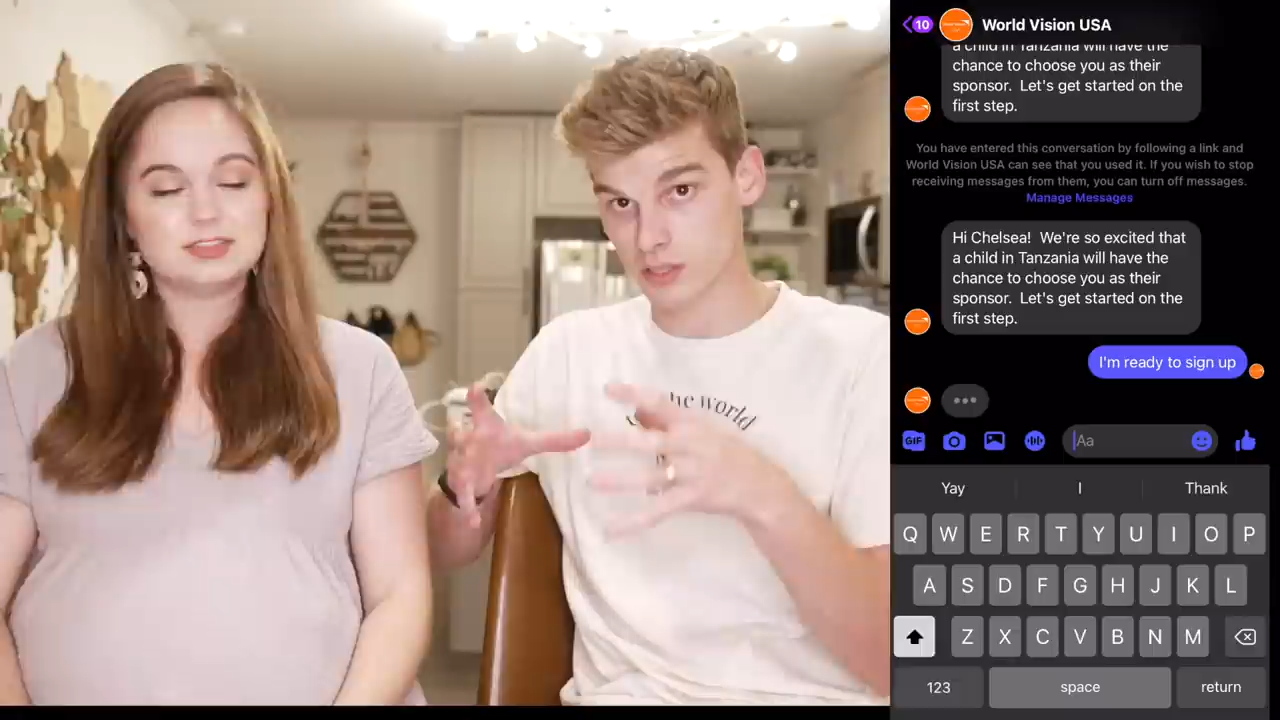 10 World Vision USA
a child in Tanzania will have the
chance to choose you as their
sponsor. Let's get started on the
first step.
You have entered this conversation by following a link and
World Vision USA can see that you used it. If you wish to stop
receiving messages from them, you can turn off messages.
Manage Messages
Hi Chelsea! We're so excited that
a child in Tanzania will have the
chance to choose you as their
sponsor. Let's get started on the
first step.
I'm ready to sign up
GIF
Aa
Yay I Thank
Q W E R T Y U I O P
A S D F G H J K L
Z X C V B N M
123 space return
the world